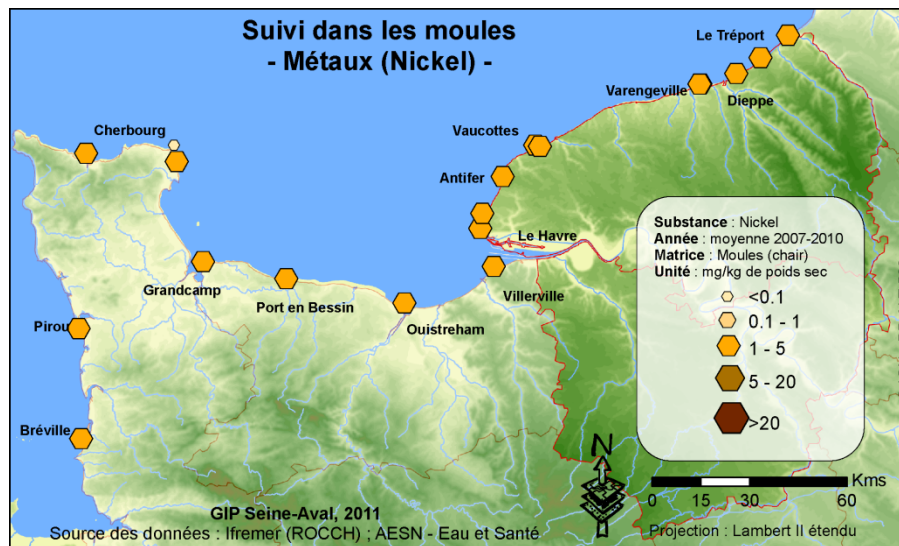 Suivi dans les moules
- Métaux (Nickel) -
Le Tréport
Varengeville
Dieppe
Cherbourg
Vaucottes
Antifer
Le Havre
Grandcamp
Port en Bessin
Villerville
Ouistreham
Pirou
Bréville
Substance : Nickel
Année : moyenne 2007-2010
Matrice : Moules (chair)
Unité : mg/kg de poids sec
<0.1
0.1 - 1
1 - 5
5 - 20
>20
N
Kms
0 15 30 60
GIP Seine-Aval, 2011
Source des données : Ifremer (ROCCH) ; AESN - Eau et Santé
Projection : Lambert II étendu